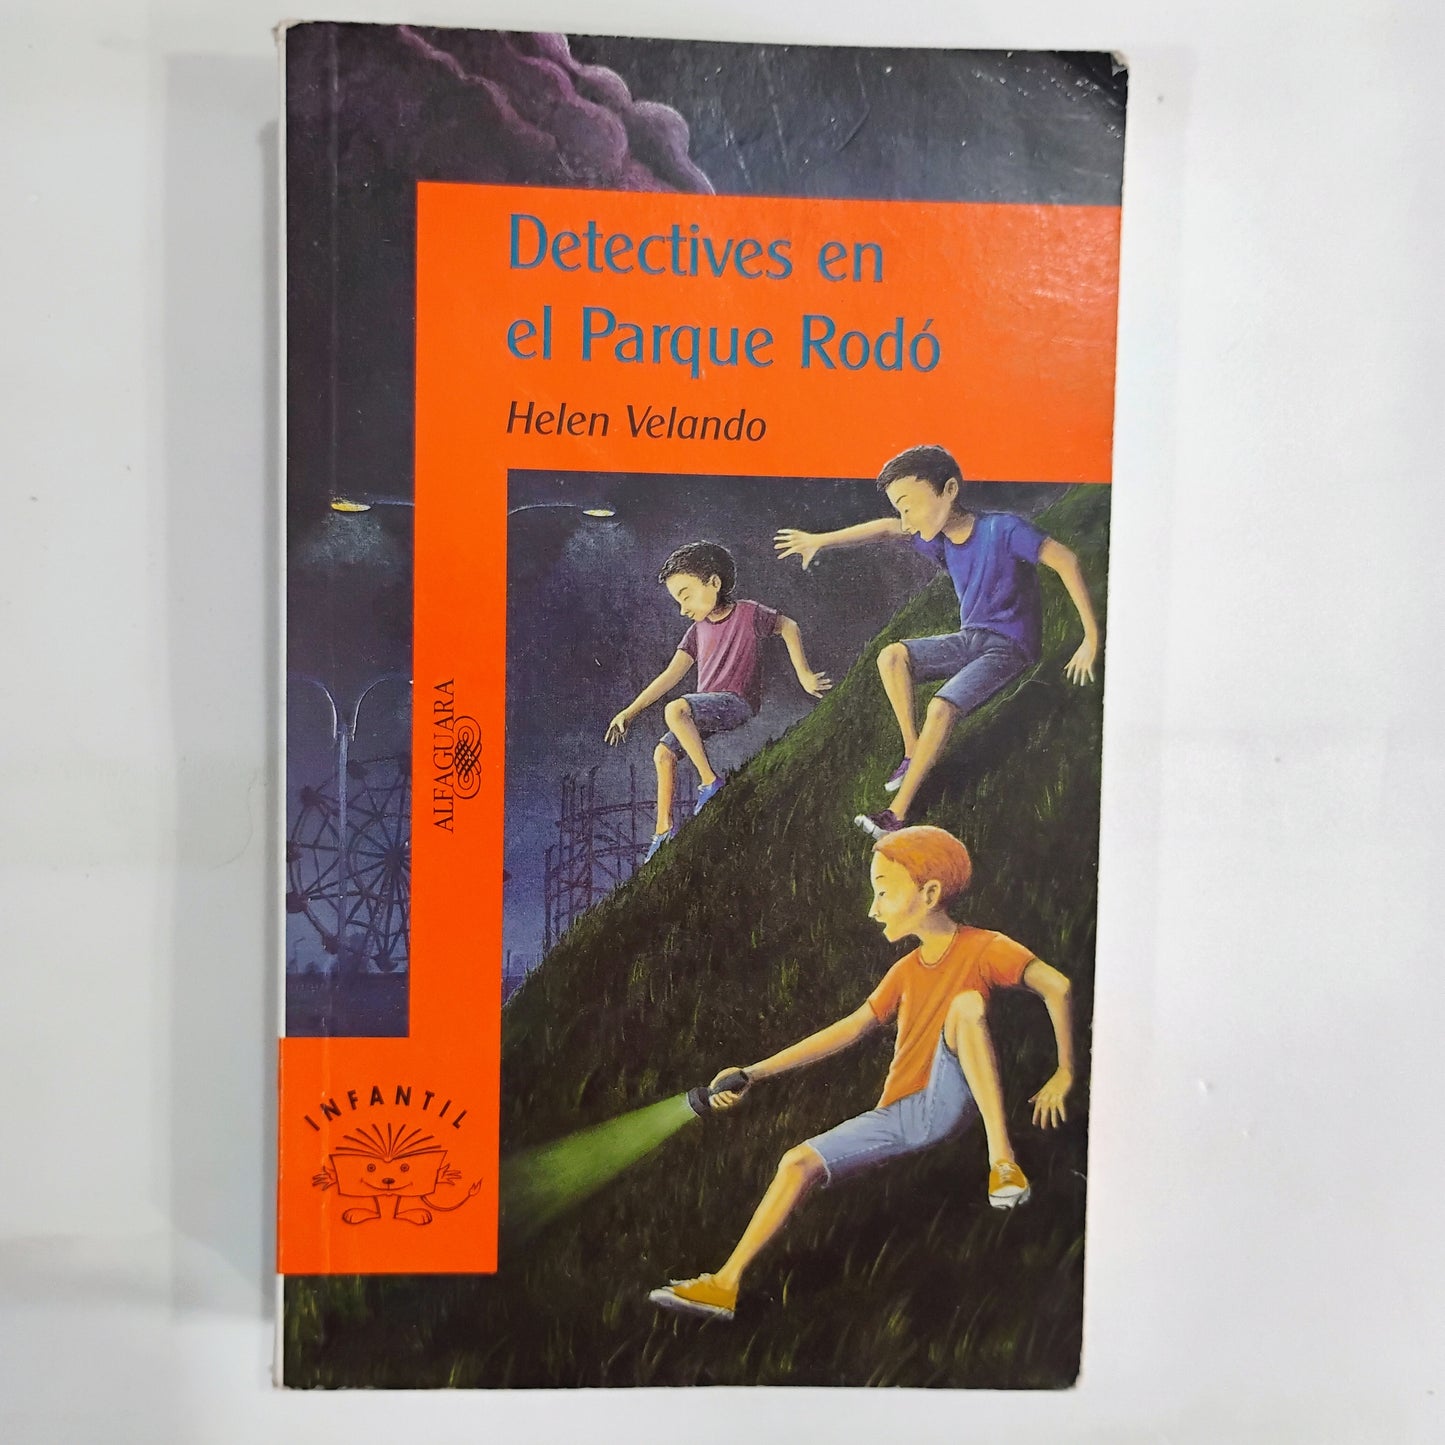 Detectives en
el Parque Rodó
Helen Velando
ALFAGUARA
INFANTIL